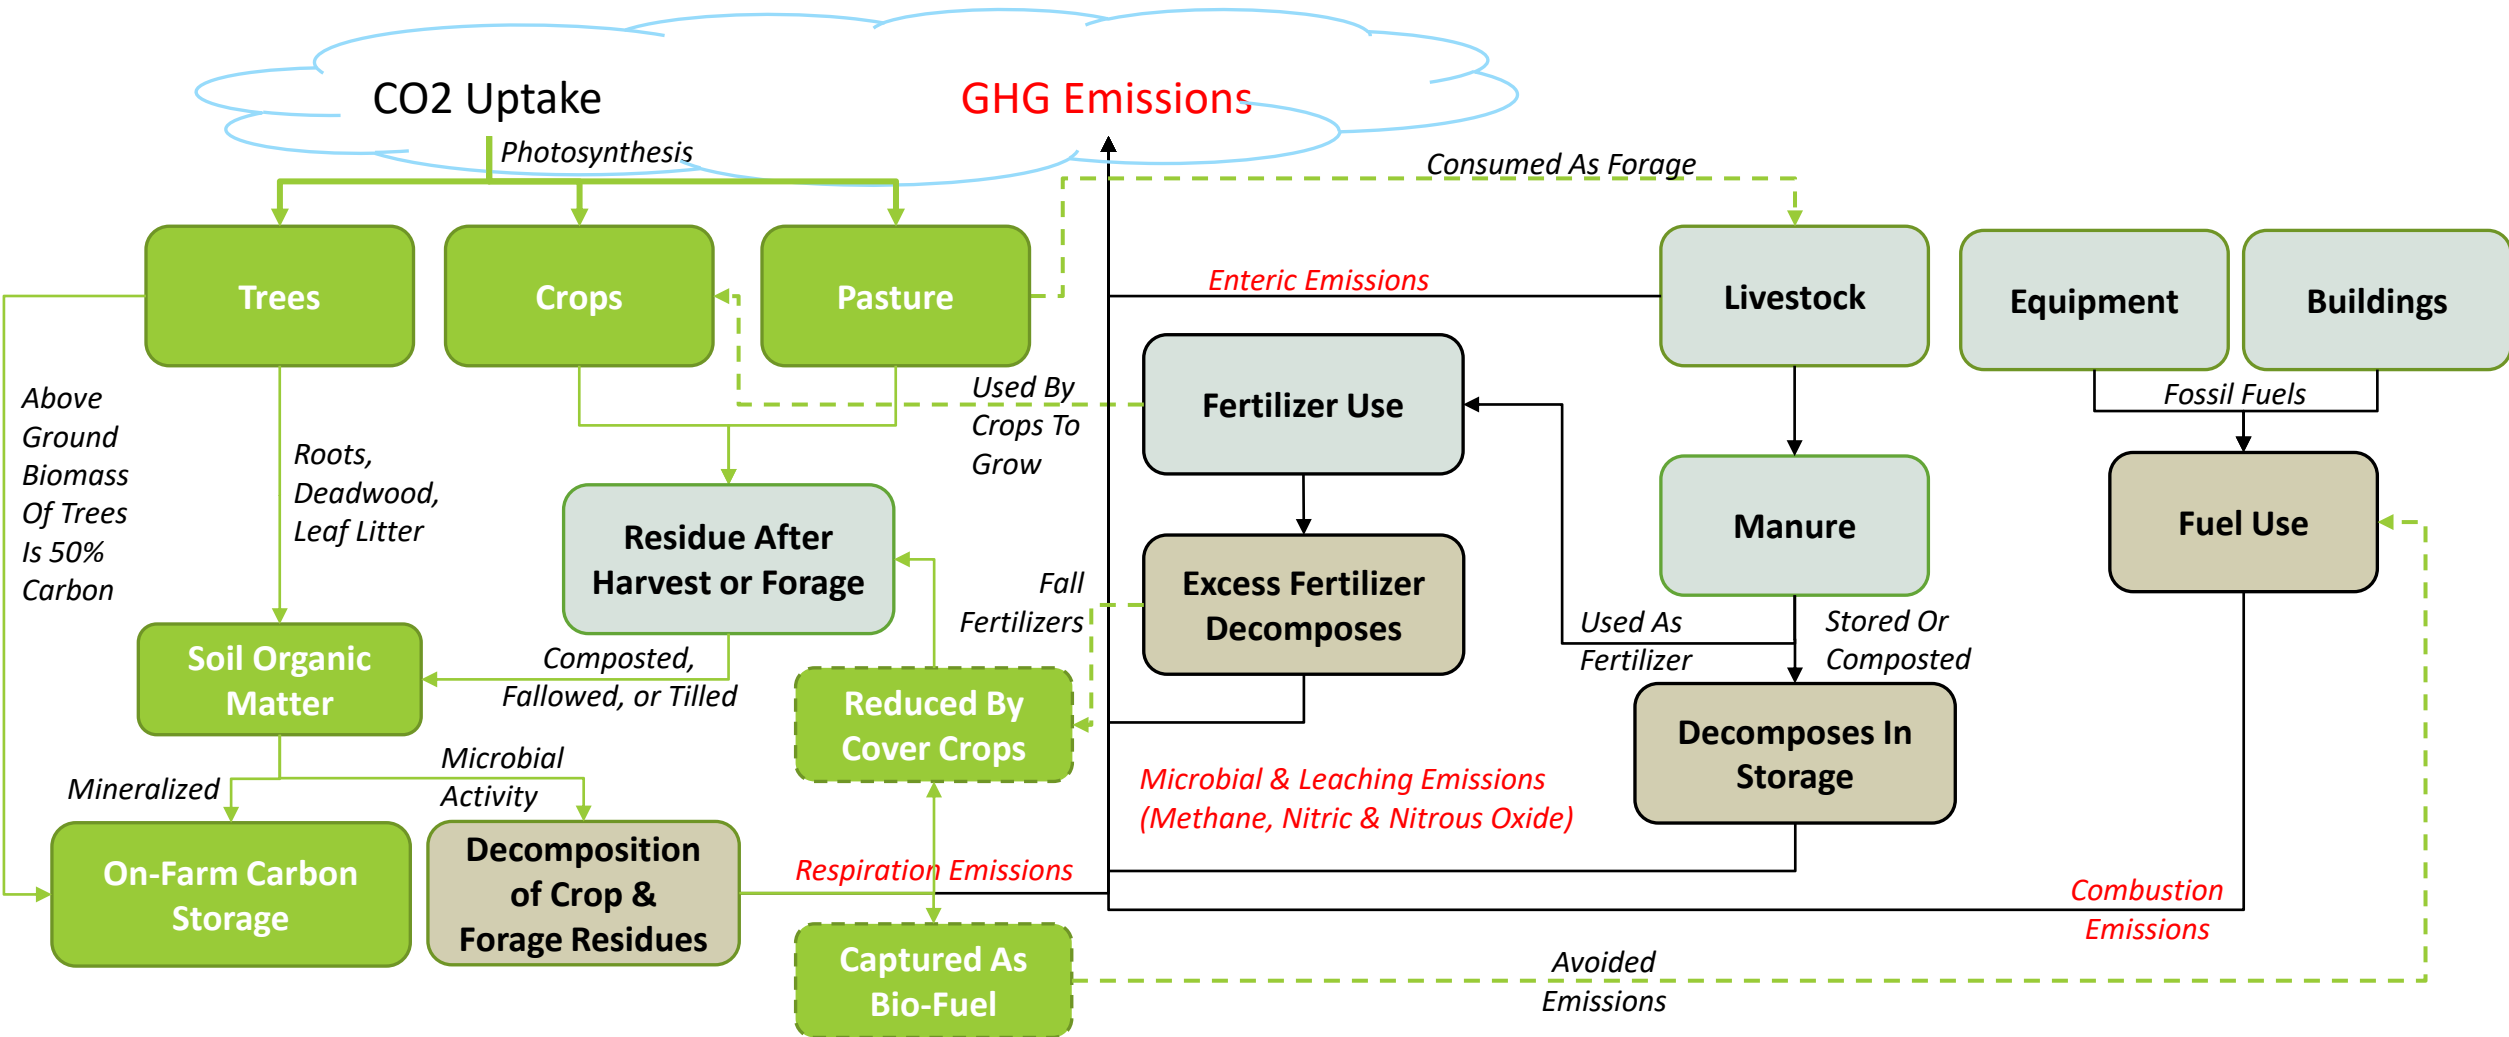 CO2 Uptake
GHG Emissions
Photosynthesis
Consumed As Forage
Trees
Crops
Pasture
Enteric Emissions
Livestock
Equipment
Buildings
Above
Ground
Biomass
Of Trees
Is 50%
Carbon
Roots,
Deadwood,
Leaf Litter
Used By
Crops To
Grow
Fertilizer Use
Fossil Fuels
Residue After
Harvest or Forage
Manure
Fuel Use
Fall
Fertilizers
Excess Fertilizer
Decomposes
Used As
Fertilizer
Stored Or
Composted
Soil Organic
Matter
Composted,
Fallowed, or Tilled
Reduced By
Cover Crops
Decomposes In
Storage
Mineralized
Microbial
Activity
Microbial & Leaching Emissions
(Methane, Nitric & Nitrous Oxide)
On-Farm Carbon
Storage
Decomposition
of Crop &
Forage Residues
Respiration Emissions
Combustion
Emissions
Captured As
Bio-Fuel
Avoided
Emissions